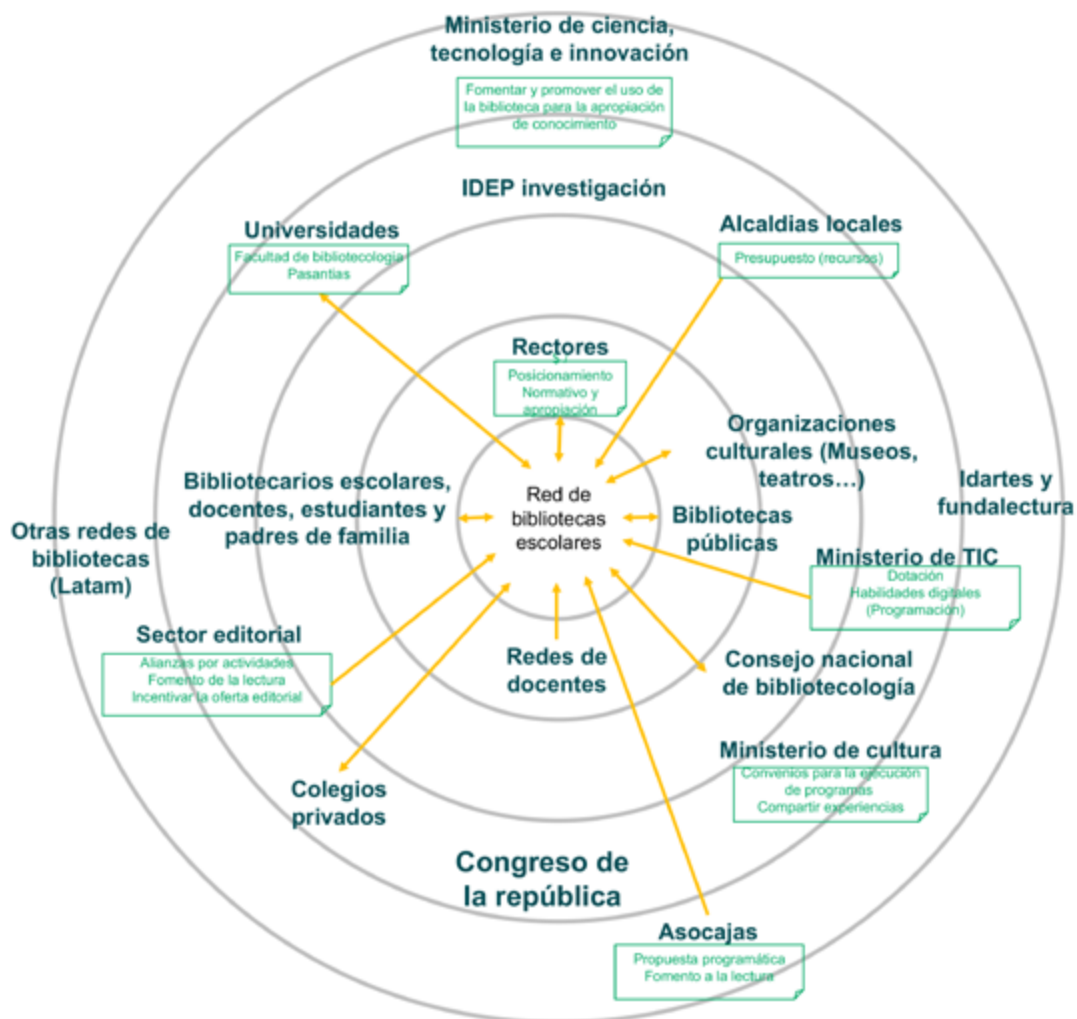 Ministerio de ciencia,
tecnología e innovación
Fomentar y promover el uso de
la biblioteca para la apropiación
de conocimiento
IDEP investigación
Universidades
Facultad de bibliotecología
Pasantias
Alcaldias locales
Presupuesto (recursos)
Rectores
Posicionamiento
Normativo y
apropiación
Organizaciones
culturales (Museos,
teatros…)
Idartes y
fundalectura
Bibliotecarios escolares,
docentes, estudiantes y
padres de familia
Red de
bibliotecas
escolares
Bibliotecas
públicas
Otras redes de
bibliotecas
(Latam)
Ministerio de TIC
Dotación
Habilidades digitales
(Programación)
Sector editorial
Alianzas por actividades
Fomento de la lectura
Incentivar la oferta editorial
Redes de
docentes
Consejo nacional
de bibliotecología
Ministerio de cultura
Convenios para la ejecución
de programas
Compartir experiencias
Colegios
privados
Congreso de
la república
Asocajas
Propuesta programática
Fomento a la lectura